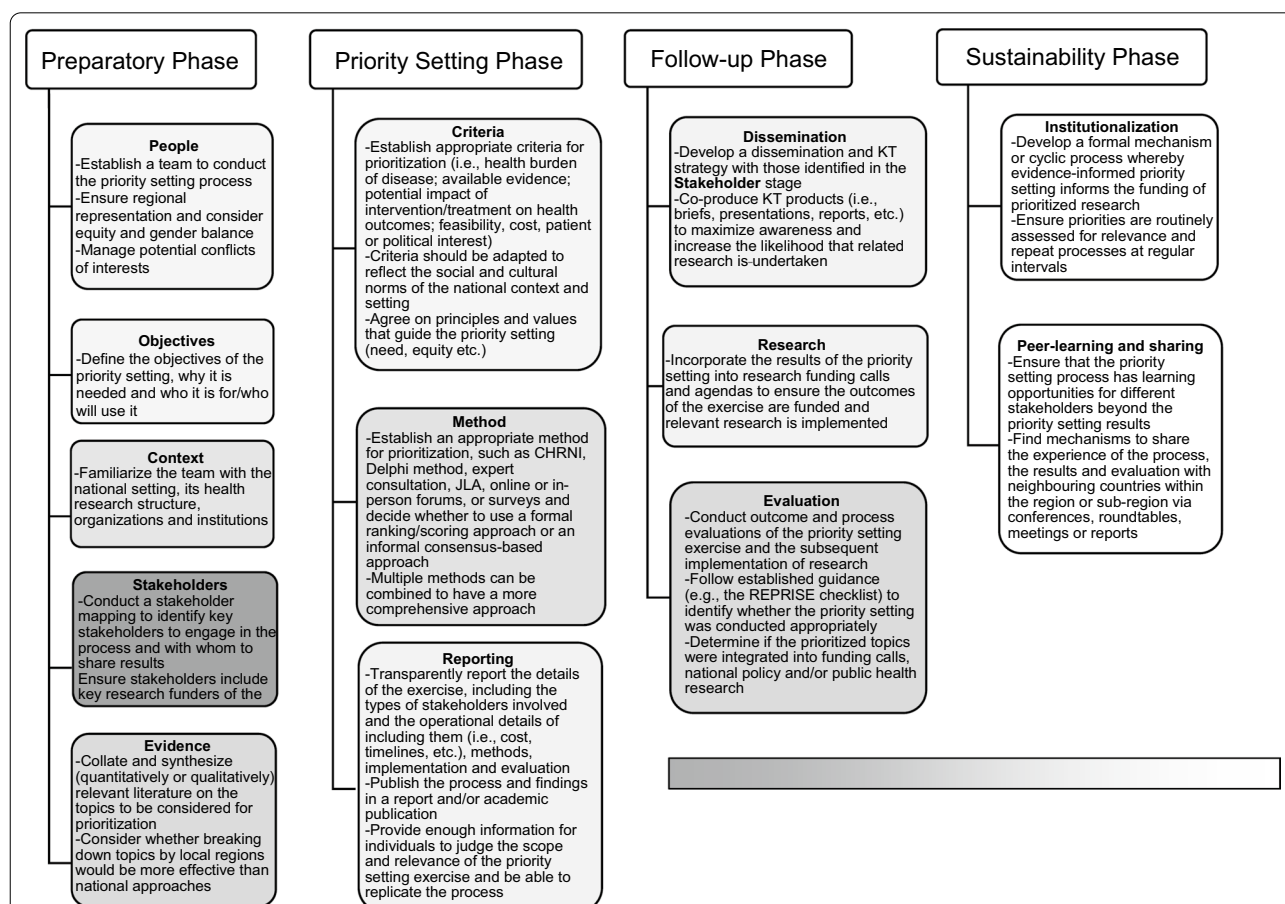 Preparatory Phase
People
-Establish a team to conduct
the priority setting process
-Ensure regional
representation and consider
equity and gender balance
-Manage potential conflicts
of interests
Objectives
-Define the objectives of the
priority setting, why it is
needed and who it is for/who
will use it
Context
-Familiarize the team with the
national setting, its health
research structure,
organizations and institutions
Stakeholders
-Conduct a stakeholder
mapping to identify key
stakeholders to engage in the
process and with whom to
share results
Ensure stakeholders include
key research funders of the
Evidence
-Collate and synthesize
(quantitatively or qualitatively)
relevant literature on the
topics to be considered for
prioritization
-Consider whether breaking
down topics by local regions
would be more effective than
national approaches
Priority Setting Phase
Criteria
-Establish appropriate criteria for
prioritization (i.e., health burden
of disease; available evidence;
potential impact of
intervention/treatment on health
outcomes; feasibility, cost, patient
or political interest)
-Criteria should be adapted to
reflect the social and cultural
norms of the national context and
setting
-Agree on principles and values
that guide the priority setting
(need, equity etc.)
Method
-Establish an appropriate method
for prioritization, such as CHRNI,
Delphi method, expert
consultation, JLA, online or in-
person forums, or surveys and
decide whether to use a formal
ranking/scoring approach or an
informal consensus-based
approach
-Multiple methods can be
combined to have a more
comprehensive approach
Reporting
-Transparently report the details
of the exercise, including the
types of stakeholders involved
and the operational details of
including them (i.e., cost,
timelines, etc.), methods,
implementation and evaluation
-Publish the process and findings
in a report and/or academic
publication
-Provide enough information for
individuals to judge the scope
and relevance of the priority
setting exercise and be able to
replicate the process
Follow-up Phase
Dissemination
-Develop a dissemination and KT
strategy with those identified in the
Stakeholder stage
-Co-produce KT products (i.e.,
briefs, presentations, reports, etc.)
to maximize awareness and
increase the likelihood that related
research is undertaken
Research
-Incorporate the results of the priority
setting into research funding calls
and agendas to ensure the outcomes
of the exercise are funded and
relevant research is implemented
Evaluation
-Conduct outcome and process
evaluations of the priority setting
exercise and the subsequent
implementation of research
-Follow established guidance
(e.g., the REPRISE checklist) to
identify whether the priority setting
was conducted appropriately
-Determine if the prioritized topics
were integrated into funding calls,
national policy and/or public health
research
Sustainability Phase
Institutionalization
-Develop a formal mechanism
or cyclic process whereby
evidence-informed priority
setting informs the funding of
prioritized research
-Ensure priorities are routinely
assessed for relevance and
repeat processes at regular
intervals
Peer-learning and sharing
-Ensure that the priority
setting process has learning
opportunities for different
stakeholders beyond the
priority setting results
-Find mechanisms to share
the experience of the process,
the results and evaluation with
neighbouring countries within
the region or sub-region via
conferences, roundtables,
meetings or reports